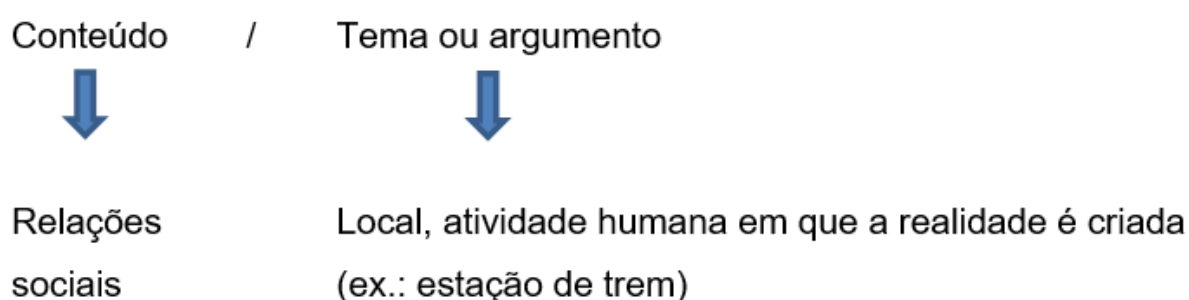 Conteúdo / Tema ou argumento
Relações Local, atividade humana em que a realidade é criada
sociais (ex.: estação de trem)